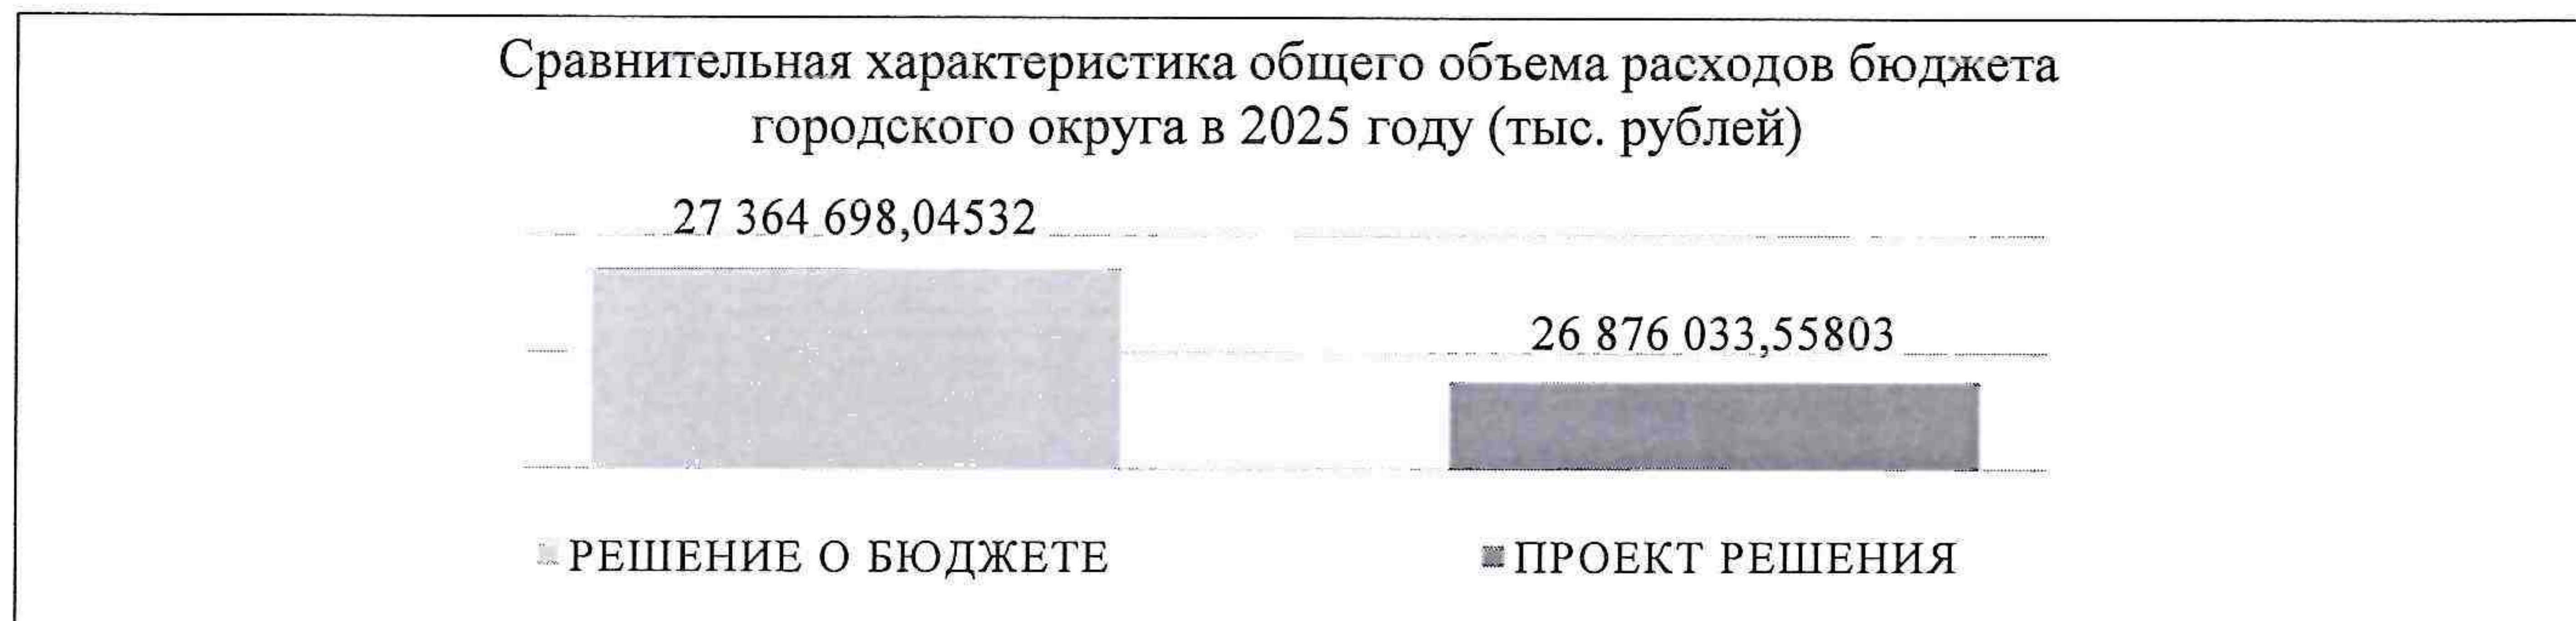 Сравнительная характеристика общего объема расходов бюджета
городского округа в 2025 году (тыс. рублей)
27 364 698,04532
26 876 033,55803
РЕШЕНИЕ О БЮДЖЕТЕ
ПРОЕКТ РЕШЕНИЯ